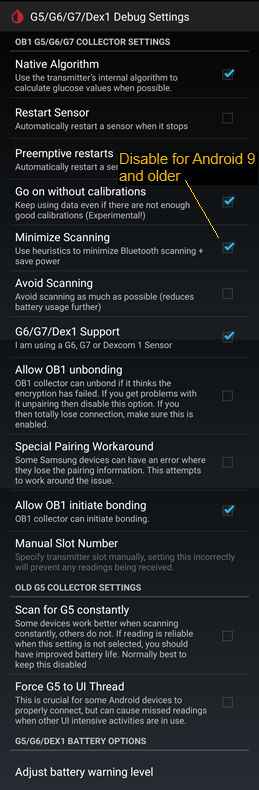 G5/G6/G7/Dex1 Debug Settings
OB1 G5/G6/G7 COLLECTOR SETTINGS
Native Algorithm
Use the transmitter's internal algorithm to
calculate glucose values when possible.
Restart Sensor
Automatically restart a sensor when it stops
Preemptive restarts
Automatically restart a
Disable for Android 9
and older
Go on without calibrations
Keep using data even if there are not enough
good calibrations (Experimental!)
Minimize Scanning
Use heuristics to minimize Bluetooth scanning +
save power
Avoid Scanning
Avoid scanning as much as possible (reduces
battery usage further)
G6/G7/Dex1 Support
I am using a G6, G7 or Dexcom 1 Sensor
Allow OB1 unbonding
OB1 collector can unbond if it thinks the
encryption has failed. If you get problems with
it unpairing then disable this option. If you
then totally lose connection, make sure this is
enabled.
Special Pairing Workaround
Some Samsung devices can have an error where
they lose the pairing information. This attempts
to work around the issue.
Allow OB1 initiate bonding
OB1 collector can initiate bonding.
Manual Slot Number
Specify transmitter slot manually, setting this incorrectly
will prevent any readings being received.
OLD G5 COLLECTOR SETTINGS
Scan for G5 constantly
Some devices work better when scanning
constantly, others do not. If reading is reliable
when this setting is not selected, you should
have improved battery life. Normally best to
keep this disabled
Force G5 to UI Thread
This is crucial for some Android devices to
properly connect, but can cause missed readings
when other UI intensive activities are in use.
G5/G6/DEX1 BATTERY OPTIONS
Adjust battery warning level